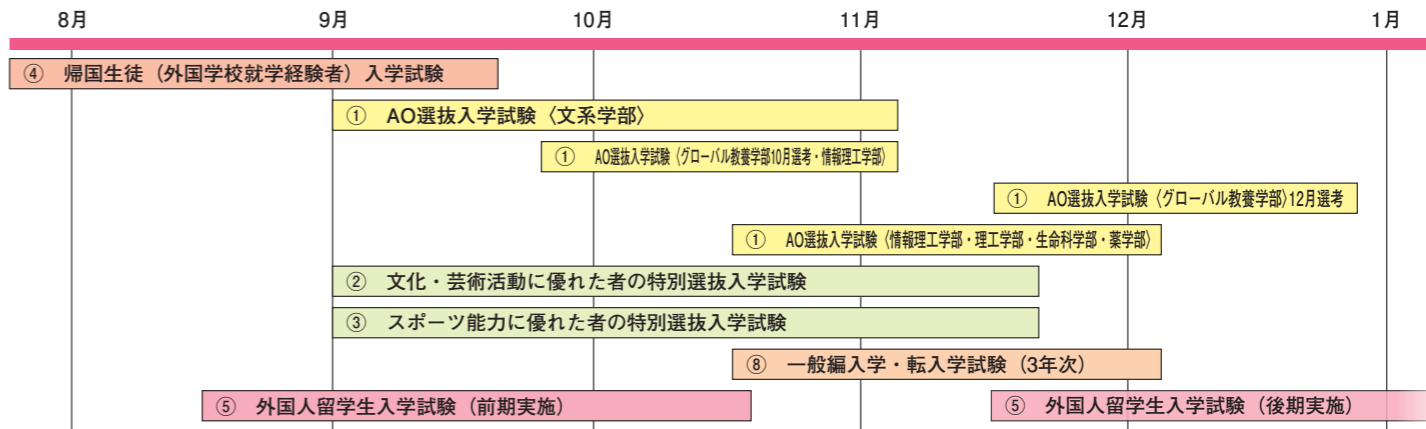 8月 9月 10月 11月 12月 1月
④ 帰国生徒（外国学校就学経験者）入学試験
① AO選抜入学試験〈文系学部〉
① AO選抜入学試験〈グローバル教養学部10月選考・情報理工学部〉
① AO選抜入学試験〈グローバル教養学部〉12月選考
① AO選抜入学試験〈情報理工学部・理工学部・生命科学部・薬学部〉
② 文化・芸術活動に優れた者の特別選抜入学試験
③ スポーツ能力に優れた者の特別選抜入学試験
⑧ 一般編入学・転入学試験（3年次）
⑤ 外国人留学生入学試験（前期実施） ⑤ 外国人留学生入学試験（後期実施）